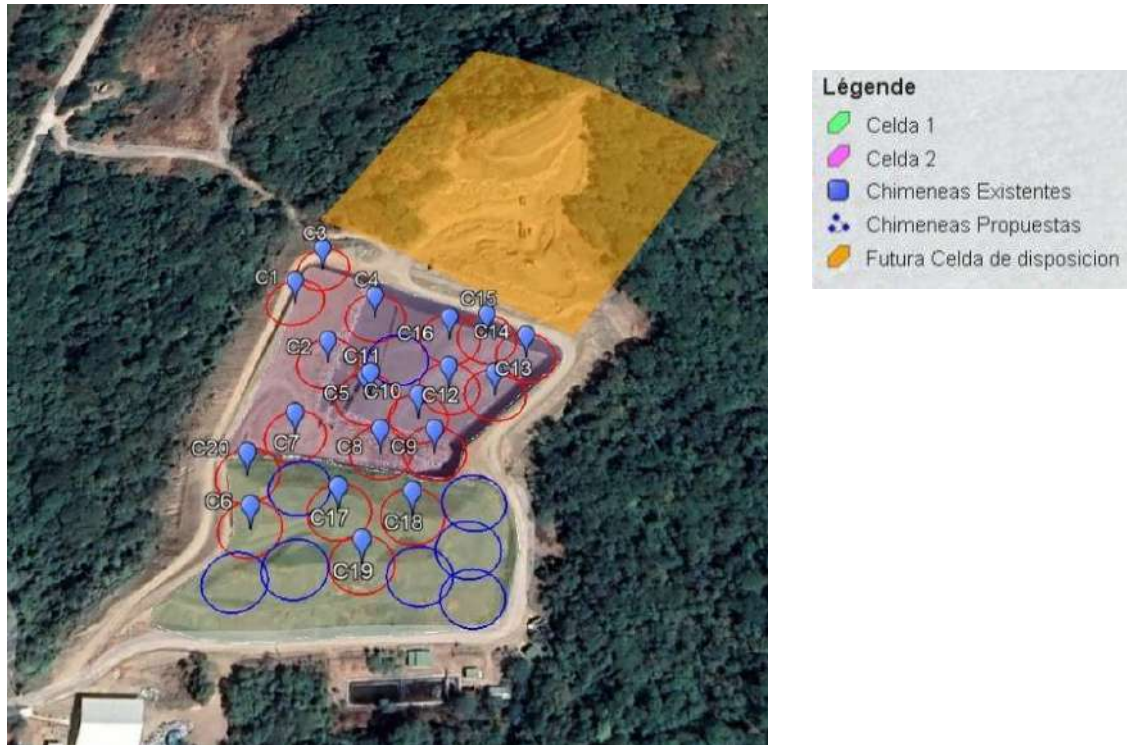 C3
C1
C4
C15
C16
C14
C2
C11
C13
C5
C10
C12
C7
C8
C9
C20
C6
C17
C18
C19
Légende
Celda 1
Celda 2
Chimeneas Existentes
Chimeneas Propuestas
Futura Celda de disposicion